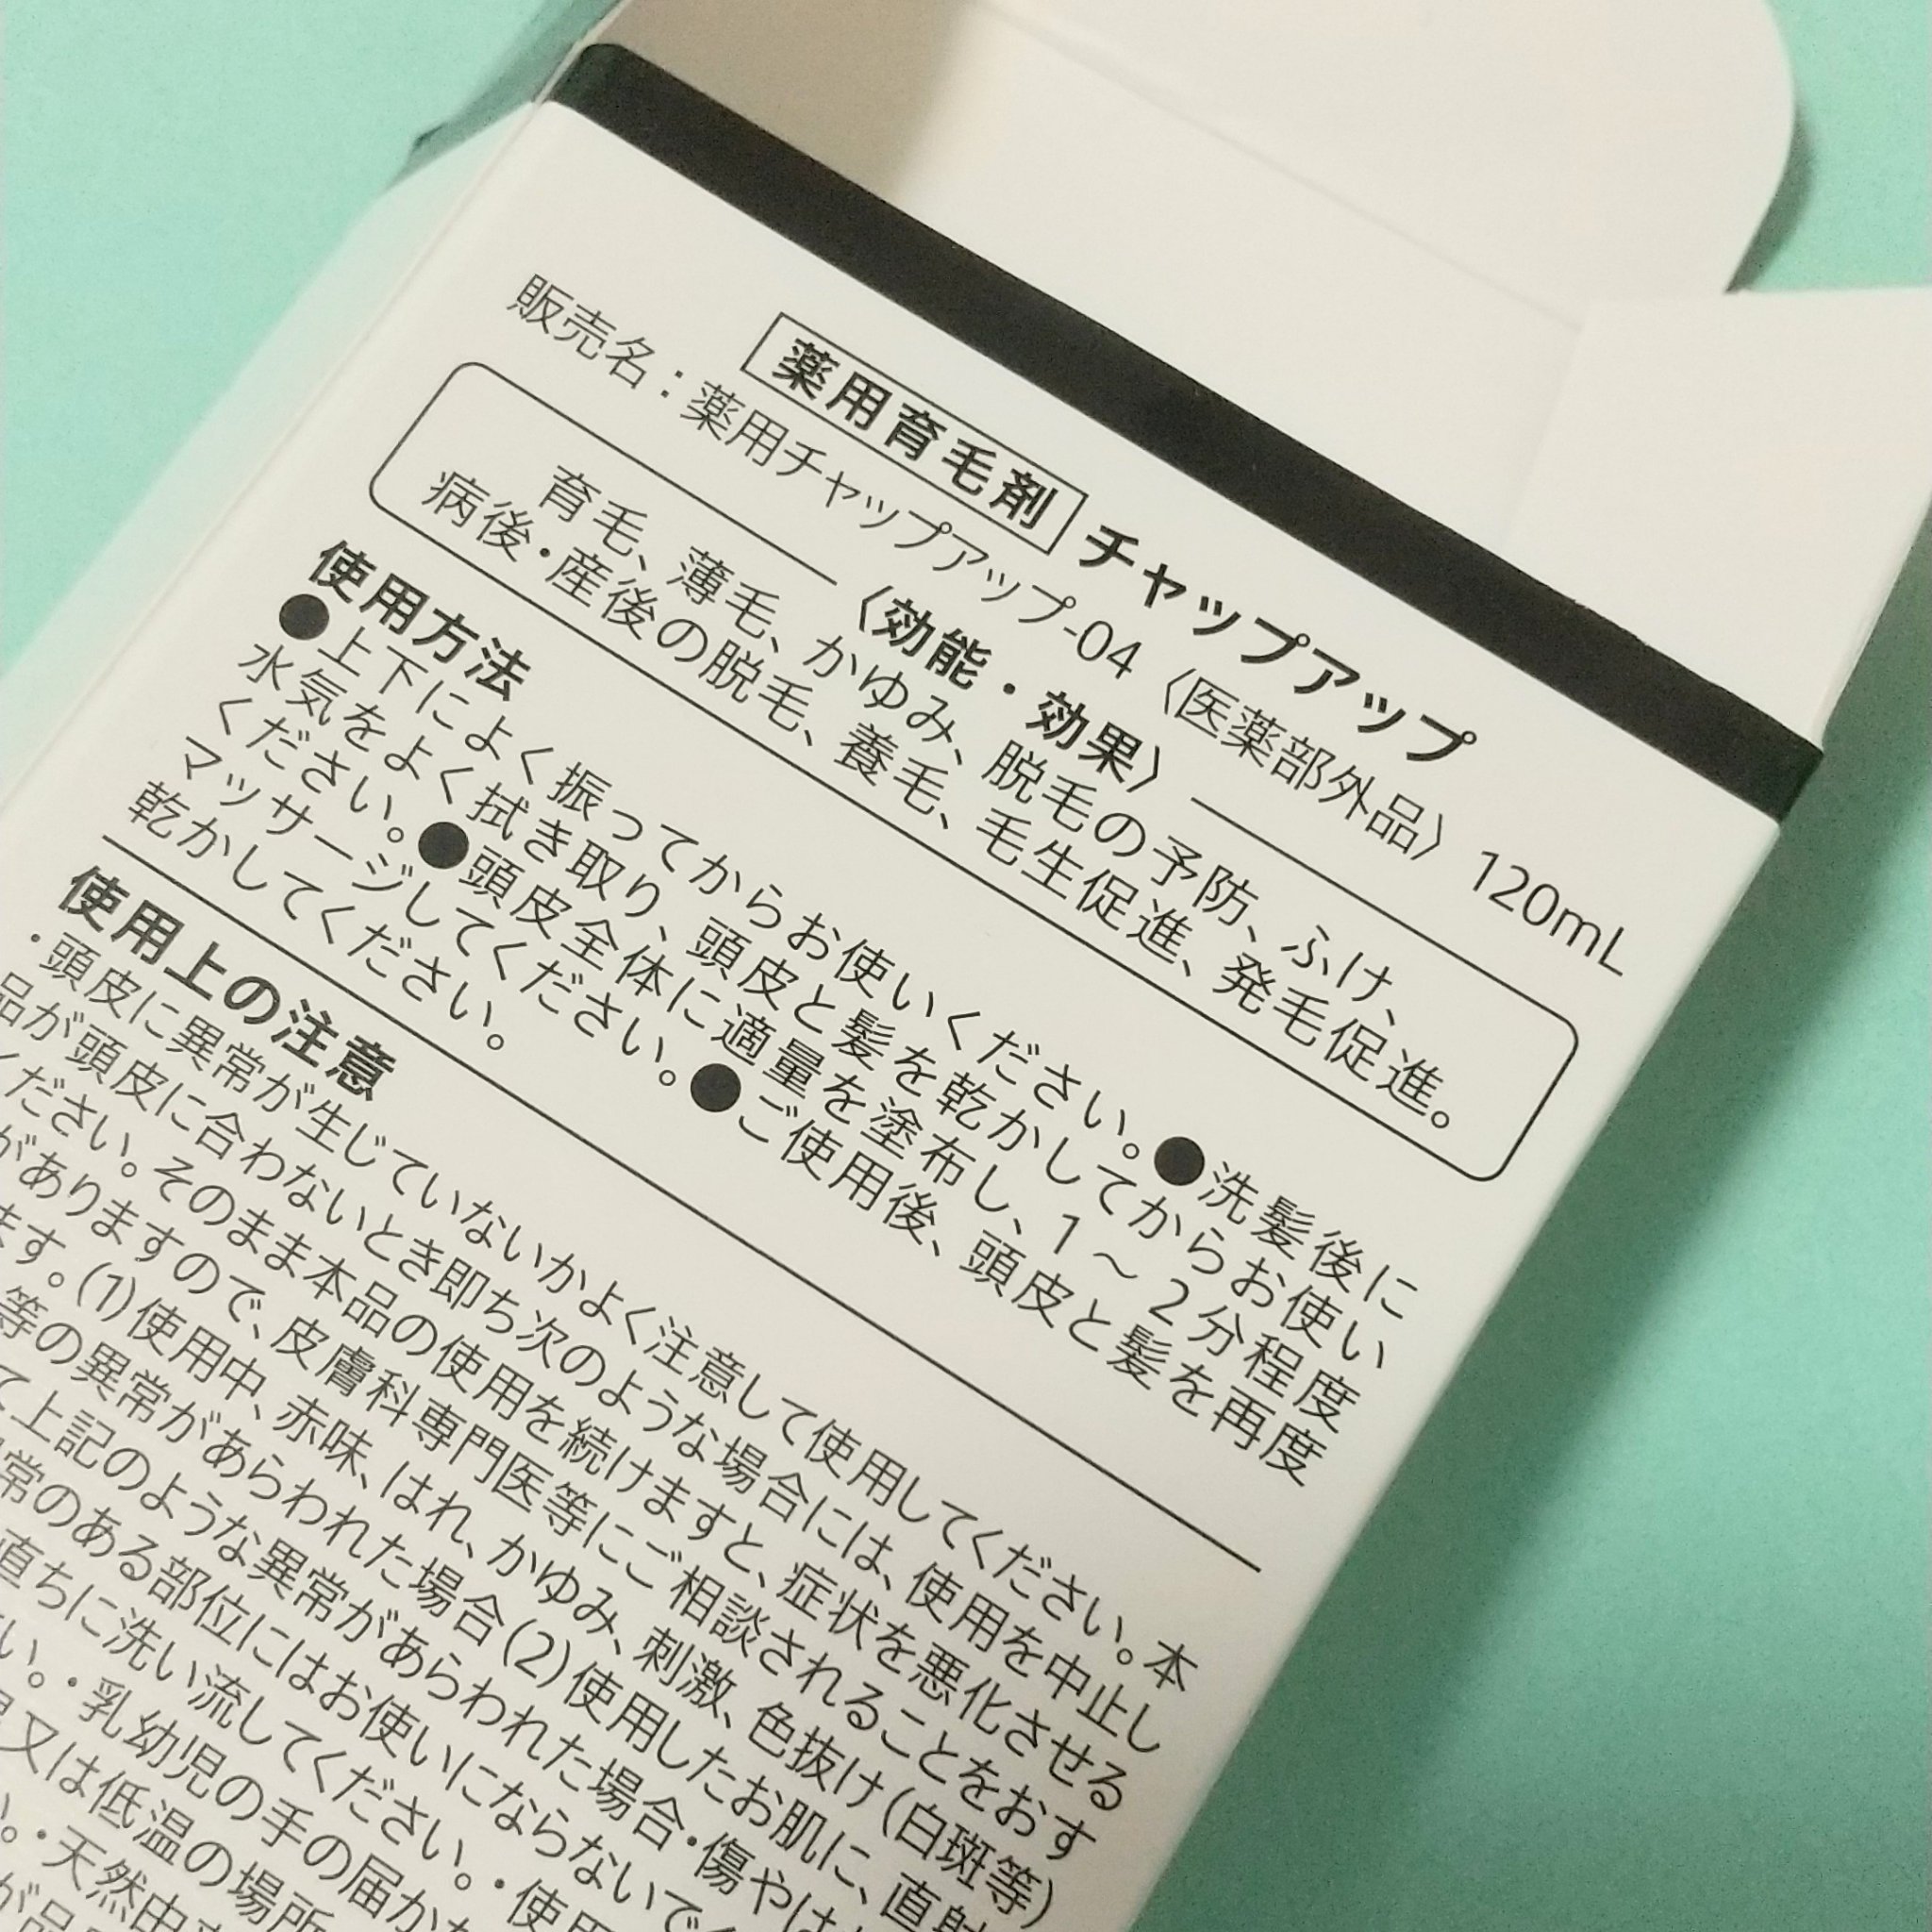 薬用育毛剤 チャップアップ
販売名：薬用チャップアップ-04〈医薬部外品〉 120mL
〈効能・効果〉
育毛、薄毛、かゆみ、脱毛の予防、ふけ、
病後・産後の脱毛、養毛、毛生促進、発毛促進。
使用方法
●上下によく振ってからお使いください。●洗髪後に
水気をよく拭き取り、頭皮と髪を乾かしてからお使い
ください。●頭皮全体に適量を塗布し、1〜2分程度
マッサージしてください。●ご使用後、頭皮と髪を再度
乾かしてください。
使用上の注意
・頭皮に異常が生じていないかよく注意して使用してください。本
品が頭皮に合わないとき即ち次のような場合には、使用を中止し
ください。そのまま本品の使用を続けますと、症状を悪化させる
がありますので、皮膚科専門医等にご相談されることをおす
ます。(1)使用中、赤味、はれ、かゆみ、刺激、色抜け(白斑等)
等の異常があらわれた場合(2)使用したお肌に、直射
て上記のような異常があらわれた場合・傷やは
常のある部位にはお使いにならないで
直ちに洗い流してください。・使用
い。・乳幼児の手の届か
又は低温の場所
・天然由来
が品